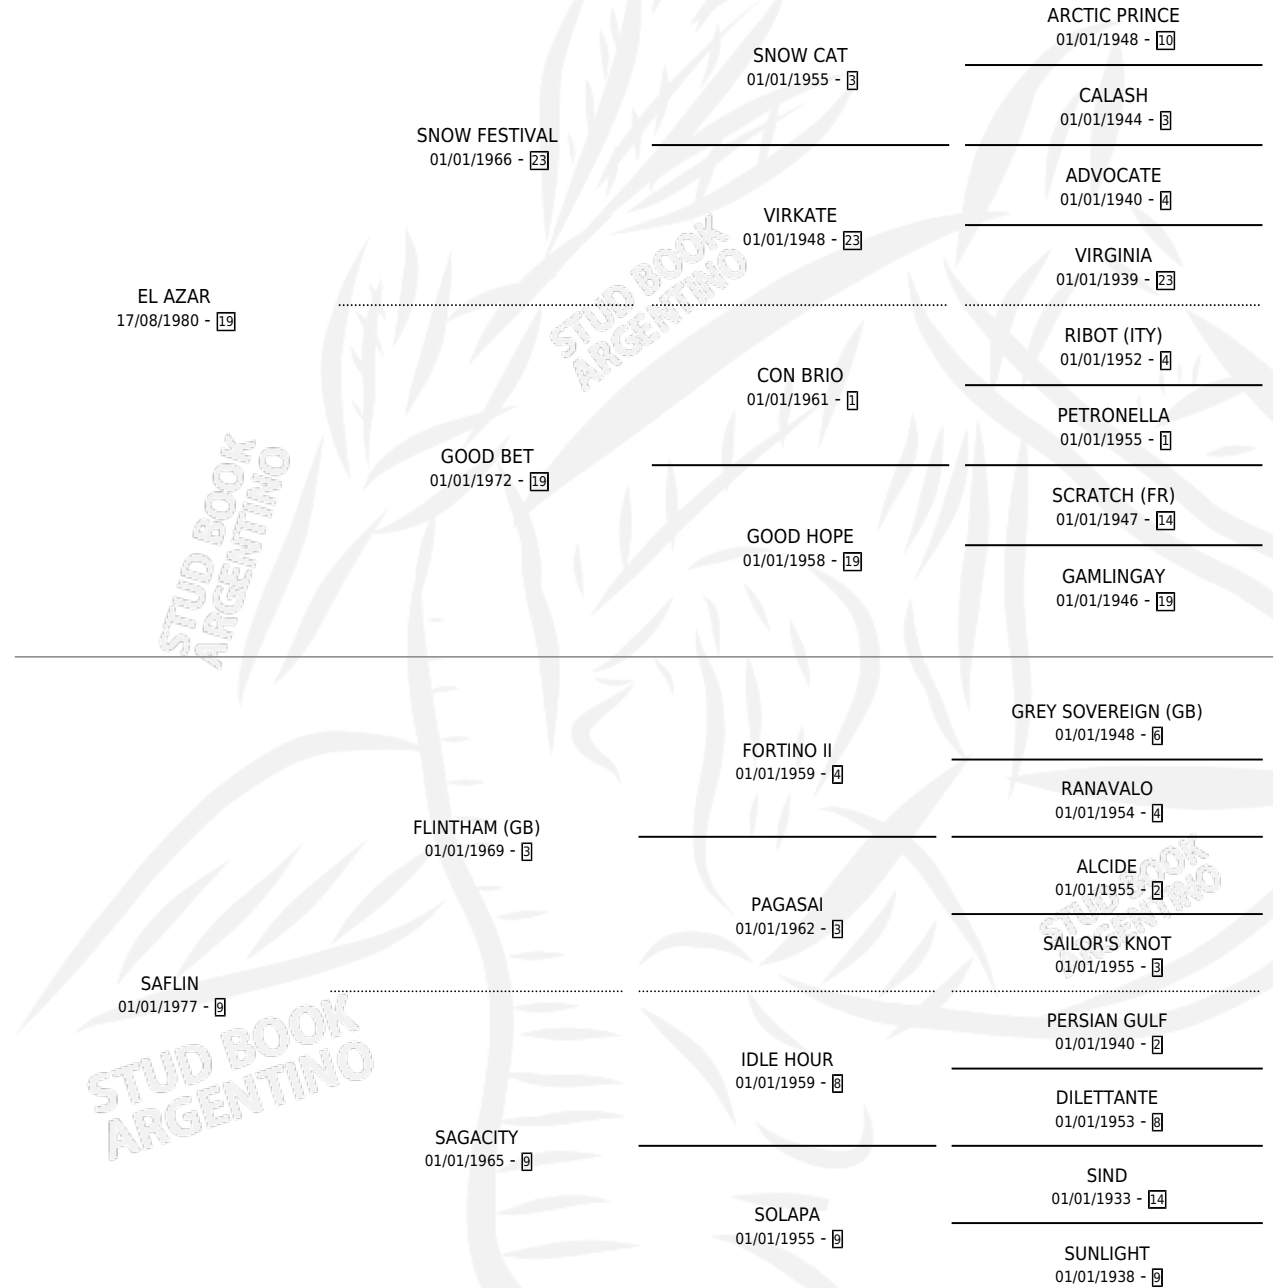 ARCTIC PRINCE
01/01/1948 - 10
SNOW CAT
01/01/1955 - 3
CALASH
01/01/1944 - 3
SNOW FESTIVAL
01/01/1966 - 23
ADVOCATE
01/01/1940 - 4
VIRKATE
01/01/1948 - 23
VIRGINIA
01/01/1939 - 23
EL AZAR
17/08/1980 - 19
RIBOT (ITY)
01/01/1952 - 4
CON BRIO
01/01/1961 - 1
PETRONELLA
01/01/1955 - 1
GOOD BET
01/01/1972 - 19
SCRATCH (FR)
01/01/1947 - 14
GOOD HOPE
01/01/1958 - 19
GAMLINGAY
01/01/1946 - 19
GREY SOVEREIGN (GB)
01/01/1948 - 6
FORTINO II
01/01/1959 - 4
RANAVALO
01/01/1954 - 4
FLINTHAM (GB)
01/01/1969 - 3
ALCIDE
01/01/1955 - 2
PAGASAI
01/01/1962 - 3
SAILOR'S KNOT
01/01/1955 - 3
SAFLIN
01/01/1977 - 9
PERSIAN GULF
01/01/1940 - 2
IDLE HOUR
01/01/1959 - 8
DILETTANTE
01/01/1953 - 8
SAGACITY
01/01/1965 - 9
SIND
01/01/1933 - 14
SOLAPA
01/01/1955 - 9
SUNLIGHT
01/01/1938 - 9
STUD BOOK
ARGENTINO
STUD BOOK
ARGENTINO
STUD BOOK
ARGENTINO
STUD BOOK
ARGENTINO